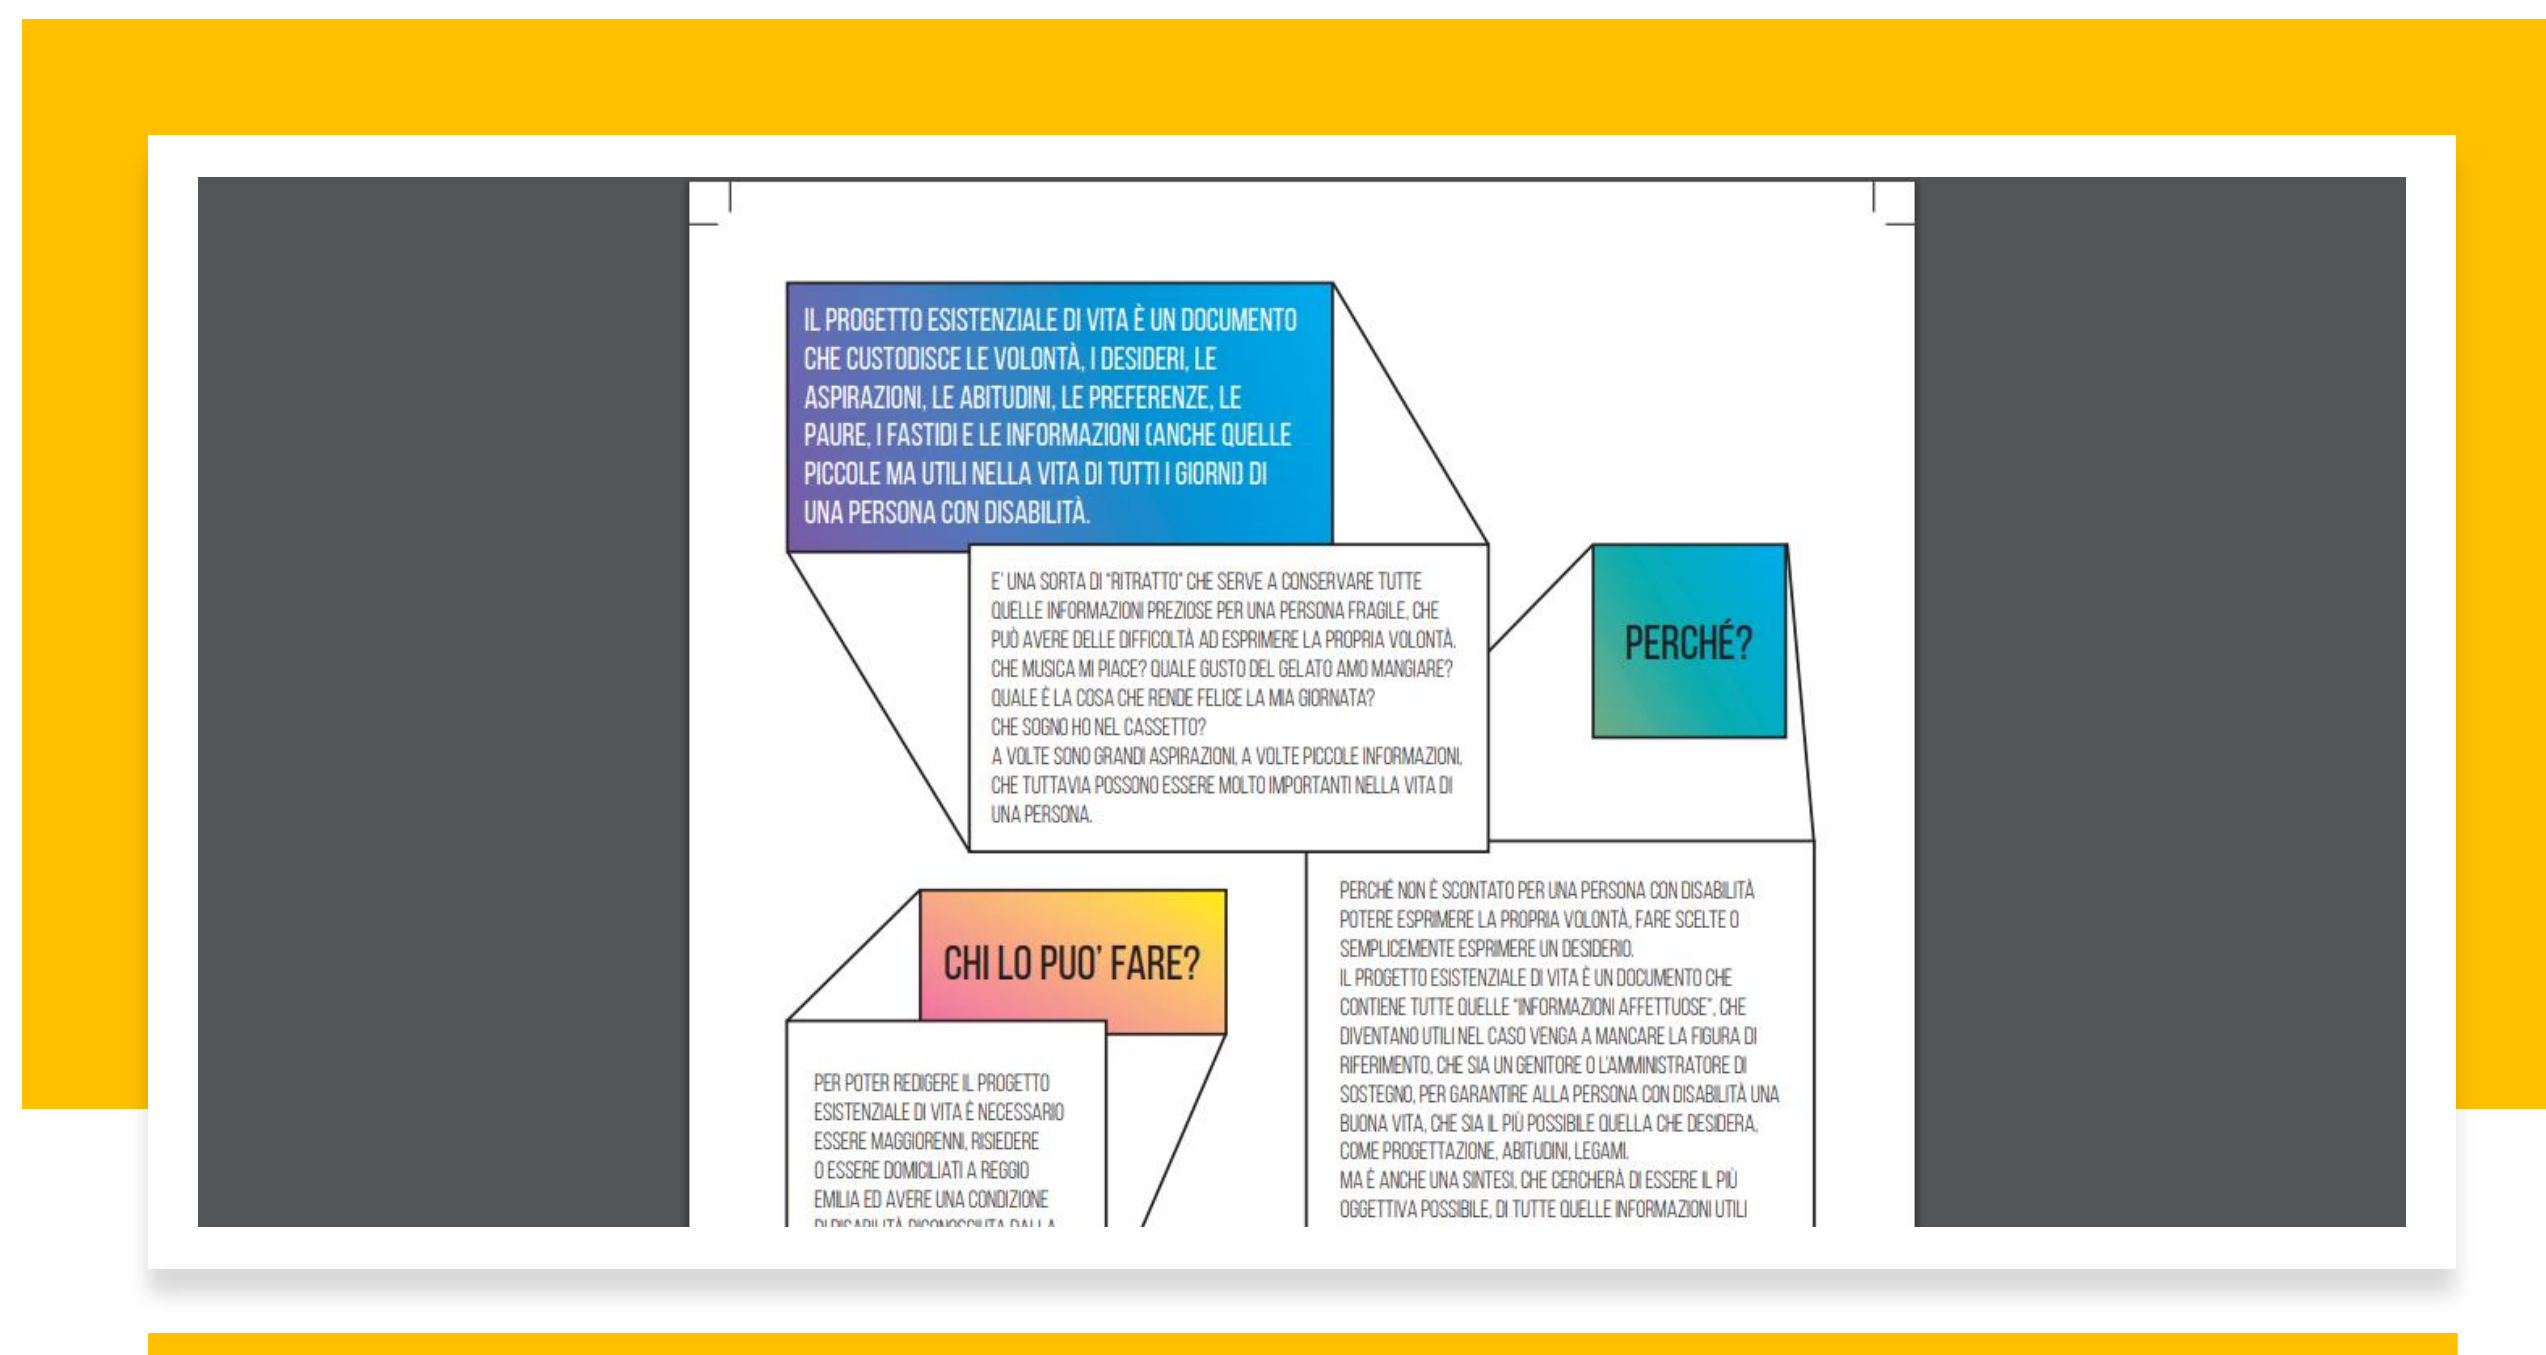 IL PROGETTO ESISTENZIALE DI VITA È UN DOCUMENTO
CHE CUSTODISCE LE VOLONTÀ, I DESIDERI, LE
ASPIRAZIONI, LE ABITUDINI, LE PREFERENZE, LE
PAURE, I FASTIDI E LE INFORMAZIONI (ANCHE QUELLE
PICCOLE MA UTILI NELLA VITA DI TUTTI I GIORNI) DI
UNA PERSONA CON DISABILITÀ.
E' UNA SORTA DI "RITRATTO" CHE SERVE A CONSERVARE TUTTE
QUELLE INFORMAZIONI PREZIOSE PER UNA PERSONA FRAGILE, CHE
PUÒ AVERE DELLE DIFFICOLTÀ AD ESPRIMERE LA PROPRIA VOLONTÀ.
CHE MUSICA MI PIACE? QUALE GUSTO DEL GELATO AMO MANGIARE?
QUALE È LA COSA CHE RENDE FELICE LA MIA GIORNATA?
CHE SOGNO HO NEL CASSETTO?
A VOLTE SONO GRANDI ASPIRAZIONI, A VOLTE PICCOLE INFORMAZIONI,
CHE TUTTAVIA POSSONO ESSERE MOLTO IMPORTANTI NELLA VITA DI
UNA PERSONA.
PERCHÉ?
PERCHÉ NON È SCONTATO PER UNA PERSONA CON DISABILITÀ
POTERE ESPRIMERE LA PROPRIA VOLONTÀ, FARE SCELTE O
SEMPLICEMENTE ESPRIMERE UN DESIDERIO.
IL PROGETTO ESISTENZIALE DI VITA È UN DOCUMENTO CHE
CONTIENE TUTTE QUELLE "INFORMAZIONI AFFETTUOSE", CHE
DIVENTANO UTILI NEL CASO VENGA A MANCARE LA FIGURA DI
RIFERIMENTO, CHE SIA UN GENITORE O L'AMMINISTRATORE DI
SOSTEGNO, PER GARANTIRE ALLA PERSONA CON DISABILITÀ UNA
BUONA VITA, CHE SIA IL PIÙ POSSIBILE QUELLA CHE DESIDERA,
COME PROGETTAZIONE, ABITUDINI, LEGAMI.
MA È ANCHE UNA SINTESI, CHE CERCHERÀ DI ESSERE IL PIÙ
OGGETTIVA POSSIBILE, DI TUTTE QUELLE INFORMAZIONI UTILI
CHI LO PUO' FARE?
PER POTER REDIGERE IL PROGETTO
ESISTENZIALE DI VITA È NECESSARIO
ESSERE MAGGIORENNI, RISIEDERE
O ESSERE DOMICILIATI A REGGIO
EMILIA ED AVERE UNA CONDIZIONE
DI DISABILITÀ RICONOSCIUTA DALLA